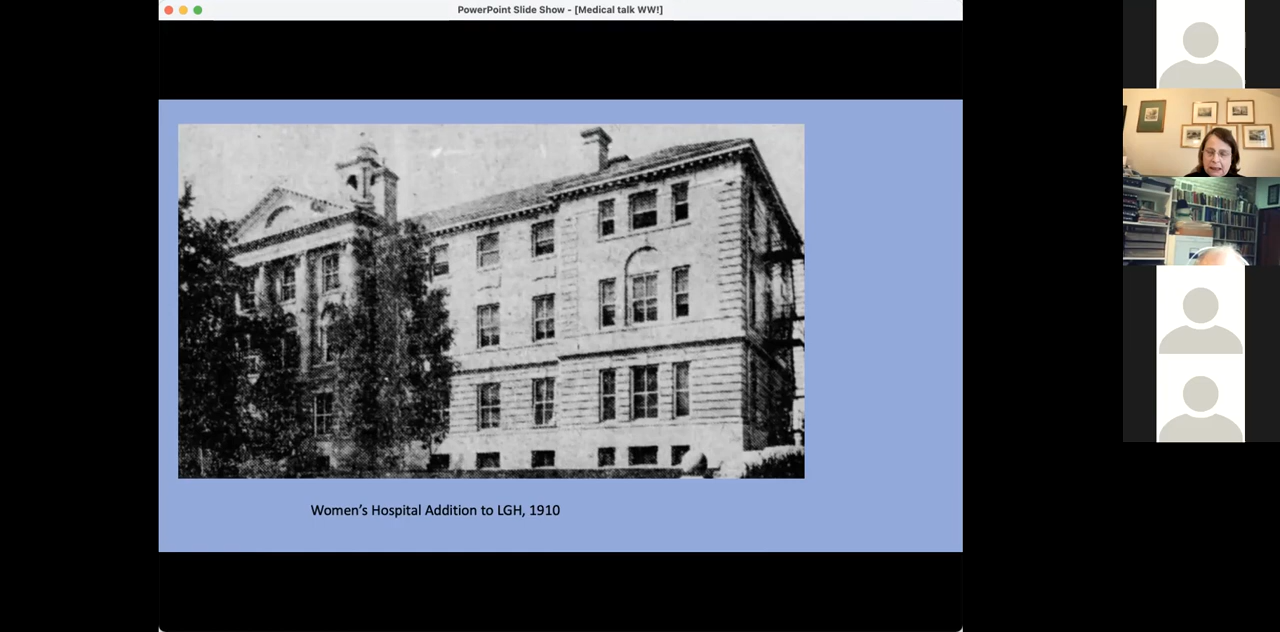 PowerPoint Slide Show - [Medical talk WW!]
Women's Hospital Addition to LGH, 1910